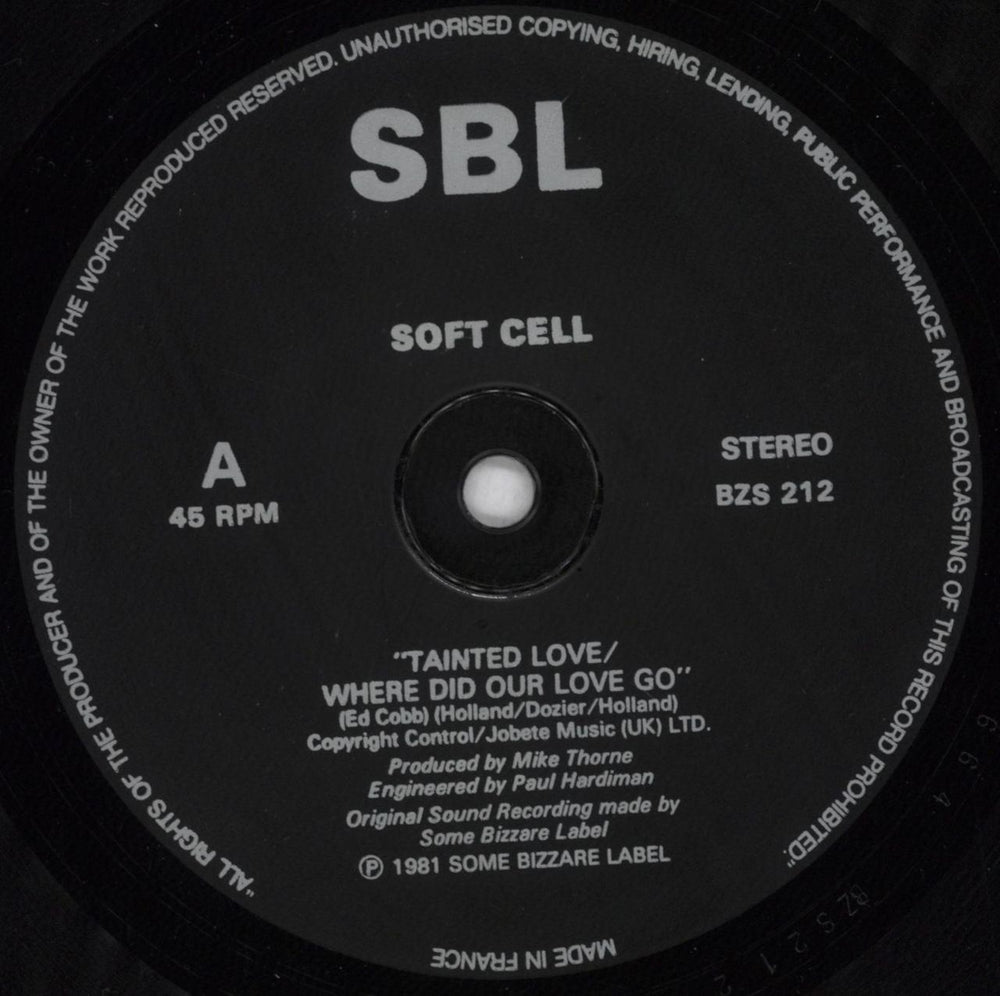 "ALL RIGHTS OF THE PRODUCER AND OF THE OWNER OF THE WORK REPRODUCED RESERVED. UNAUTHORISED COPYING, HIRING, LENDING, PUBLIC PERFORMANCE AND BROADCASTING OF THIS RECORD PROHIBITED."
SBL
SOFT CELL
A
45 RPM
STEREO
BZS 212
"TAINTED LOVE/
WHERE DID OUR LOVE GO"
(Ed Cobb) (Holland/Dozier/Holland)
Copyright Control/Jobete Music (UK) LTD.
Produced by Mike Thorne
Engineered by Paul Hardiman
Original Sound Recording made by
Some Bizzare Label
Ⓟ 1981 SOME BIZZARE LABEL
MADE IN FRANCE
BZS 212